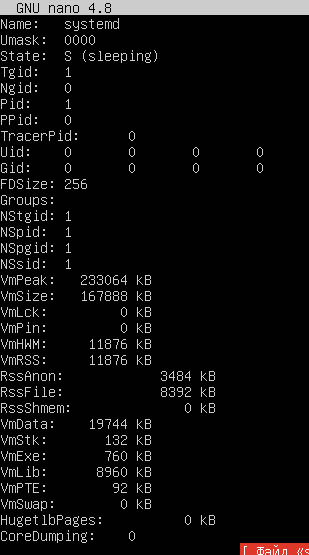 GNU nano 4.8
Name:   systemd
Umask:  0000
State:  S (sleeping)
Tgid:   1
Ngid:   0
Pid:    1
PPid:   0
TracerPid:      0
Uid:    0       0       0       0
Gid:    0       0       0       0
FDSize: 256
Groups:
NStgid: 1
NSpid:  1
NSpgid: 1
NSsid:  1
VmPeak:   233064 kB
VmSize:   167888 kB
VmLck:         0 kB
VmPin:         0 kB
VmHWM:     11876 kB
VmRSS:     11876 kB
RssAnon:            3484 kB
RssFile:            8392 kB
RssShmem:              0 kB
VmData:    19744 kB
VmStk:       132 kB
VmExe:       760 kB
VmLib:      8960 kB
VmPTE:        92 kB
VmSwap:        0 kB
HugetlbPages:          0 kB
CoreDumping:    0
[ Файл «s